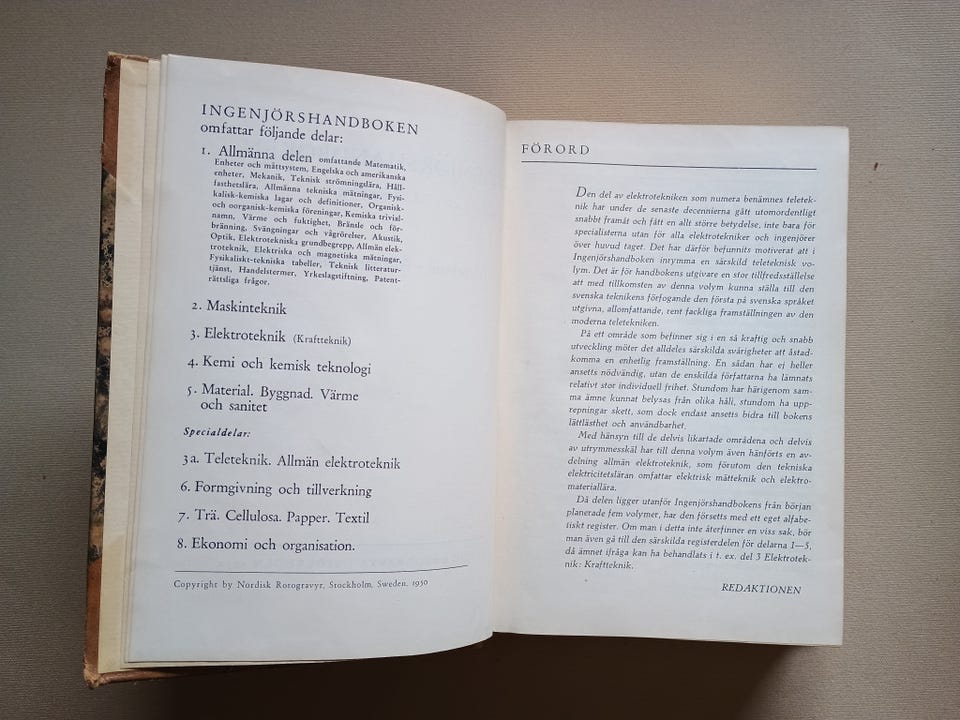 INGENJÖRSHANDBOKEN
omfattar följande delar:
1. Allmänna delen omfattande Matematik,
Enheter och måttsystem, Engelska och amerikanska
enheter, Mekanik, Teknisk strömningslära, Håll-
fasthetslära, Allmänna tekniska mätningar, Fysi-
kalisk-kemiska lagar och definitioner, Organisk-
och oorganisk-kemiska föreningar, Kemiska trivial-
namn, Värme och fuktighet, Bränsle och för-
bränning, Svängningar och vågrörelser, Akustik,
Optik, Elektrotekniska grundbegrepp, Allmän elek-
troteknik, Elektriska och magnetiska mätningar,
Fysikaliskt-tekniska tabeller, Teknisk litteratur-
tjänst, Handelstermer, Yrkeslagstiftning, Patent-
rättsliga frågor.
2. Maskinteknik
3. Elektroteknik (Kraftteknik)
4. Kemi och kemisk teknologi
5. Material. Byggnad. Värme
och sanitet
Specialdelar:
3a. Teleteknik. Allmän elektroteknik
6. Formgivning och tillverkning
7. Trä. Cellulosa. Papper. Textil
8. Ekonomi och organisation.
Copyright by Nordisk Rotogravyr, Stockholm, Sweden. 1950
FÖRORD
Den del av elektrotekniken som numera benämnes teletek-
nik har under de senaste decennierna gått utomordentligt
snabbt framåt och fått en allt större betydelse, inte bara för
specialisterna utan för alla elektrotekniker och ingenjörer
över huvud taget. Det har därför befunnits motiverat att i
Ingenjörshandboken inrymma en särskild teleteknisk vo-
lym. Det är för handbokens utgivare en stor tillfredsställelse
att med tillkomsten av denna volym kunna ställa till den
svenska teknikens förfogande den första på svenska språket
utgivna, allomfattande, rent fackliga framställningen av den
moderna teletekniken.
På ett område som befinner sig i en så kraftig och snabb
utveckling möter det alldeles särskilda svårigheter att åstad-
komma en enhetlig framställning. En sådan har ej heller
ansetts nödvändig, utan de enskilda författarna ha lämnats
relativt stor individuell frihet. Stundom har härigenom sam-
ma ämne kunnat belysas från olika håll, stundom ha upp-
repningar skett, som dock endast ansetts bidra till bokens
lättlästhet och användbarhet.
Med hänsyn till de delvis likartade områdena och delvis
av utrymmesskäl har till denna volym även hänförts en av-
delning allmän elektroteknik, som förutom den tekniska
elektricitetsläran omfattar elektrisk mätteknik och elektro-
materiallära.
Då delen ligger utanför Ingenjörshandbokens från början
planerade fem volymer, har den försetts med ett eget alfabe-
tiskt register. Om man i detta inte återfinner en viss sak, bör
man även gå till den särskilda registerdelen för delarna 1—5,
då ämnet ifråga kan ha behandlats i t. ex. del 3 Elektrotek-
nik: Kraftteknik.
REDAKTIONEN